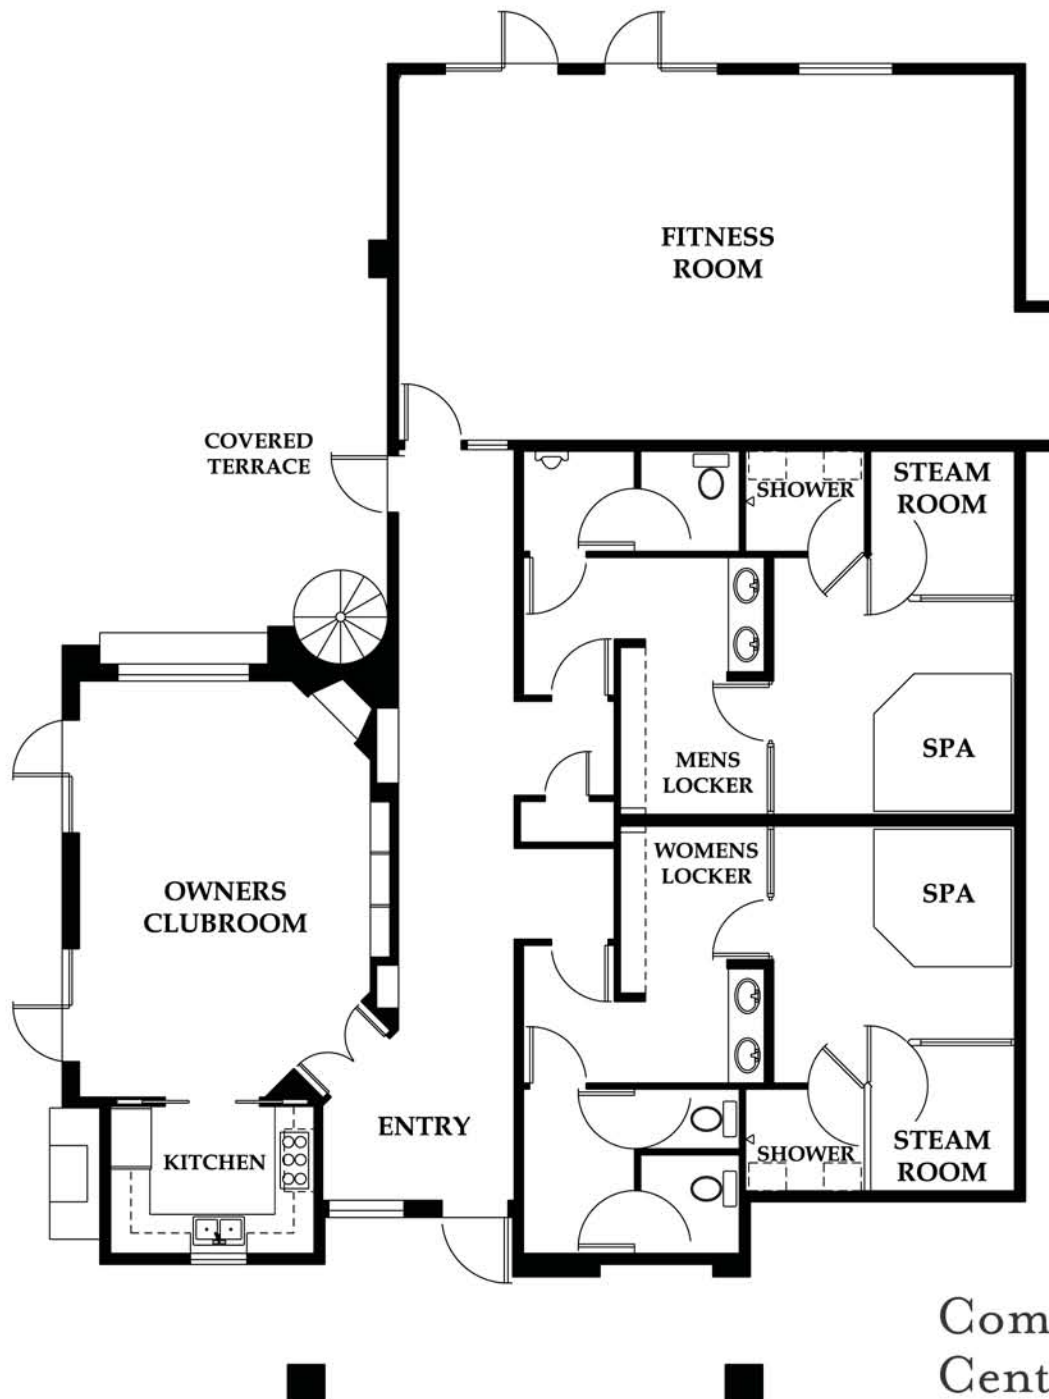 FITNESS
ROOM
COVERED
TERRACE
SHOWER
STEAM
ROOM
MENS
LOCKER
SPA
WOMENS
LOCKER
SPA
OWNERS
CLUBROOM
ENTRY
KITCHEN
SHOWER
STEAM
ROOM
Com
Cent